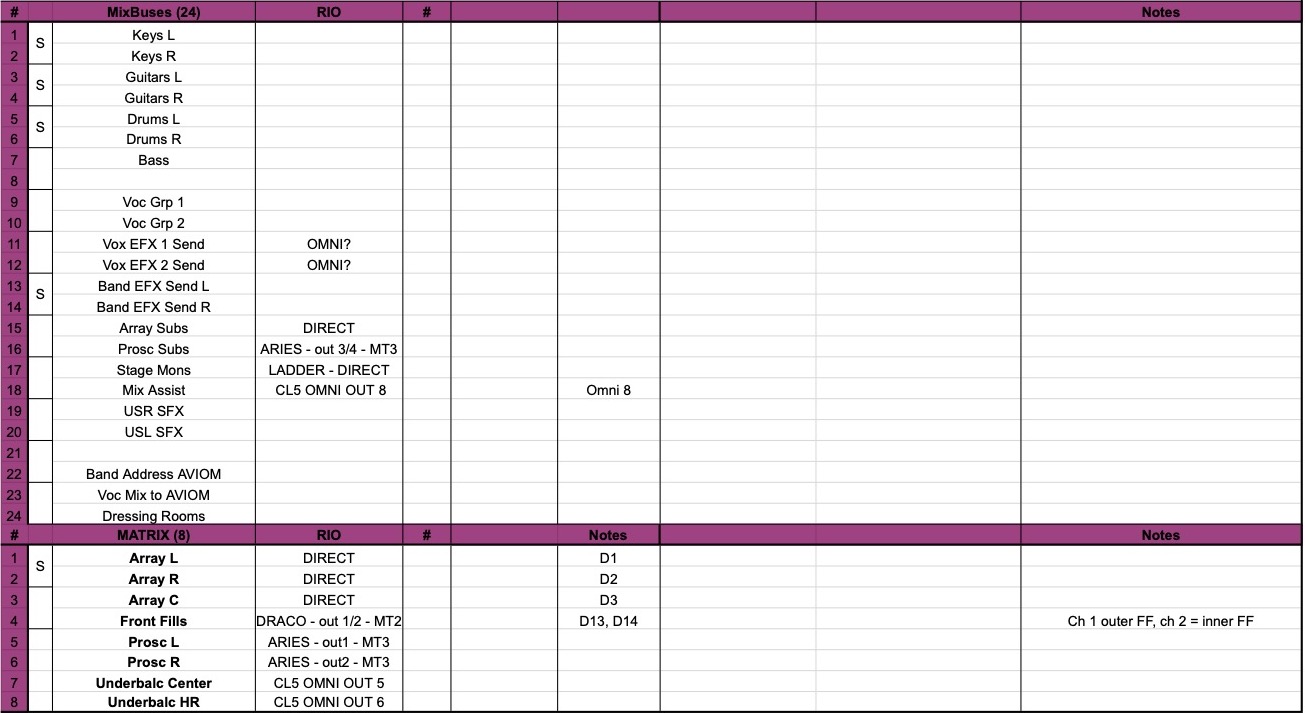 # MixBuses (24) RIO # Notes
1 S Keys L
2 Keys R
3 S Guitars L
4 Guitars R
5 S Drums L
6 Drums R
7 Bass
8
9 Voc Grp 1
10 Voc Grp 2
11 Vox EFX 1 Send OMNI?
12 Vox EFX 2 Send OMNI?
13 S Band EFX Send L
14 Band EFX Send R
15 Array Subs DIRECT
16 Prosc Subs ARIES - out 3/4 - MT3
17 Stage Mons LADDER - DIRECT
18 Mix Assist CL5 OMNI OUT 8 Omni 8
19 USR SFX
20 USL SFX
21
22 Band Address AVIOM
23 Voc Mix to AVIOM
24 Dressing Rooms
# MATRIX (8) RIO # Notes Notes
1 S Array L DIRECT D1
2 Array R DIRECT D2
3 Array C DIRECT D3
4 Front Fills DRACO - out 1/2 - MT2 D13, D14 Ch 1 outer FF, ch 2 = inner FF
5 Prosc L ARIES - out1 - MT3
6 Prosc R ARIES - out2 - MT3
7 Underbalc Center CL5 OMNI OUT 5
8 Underbalc HR CL5 OMNI OUT 6